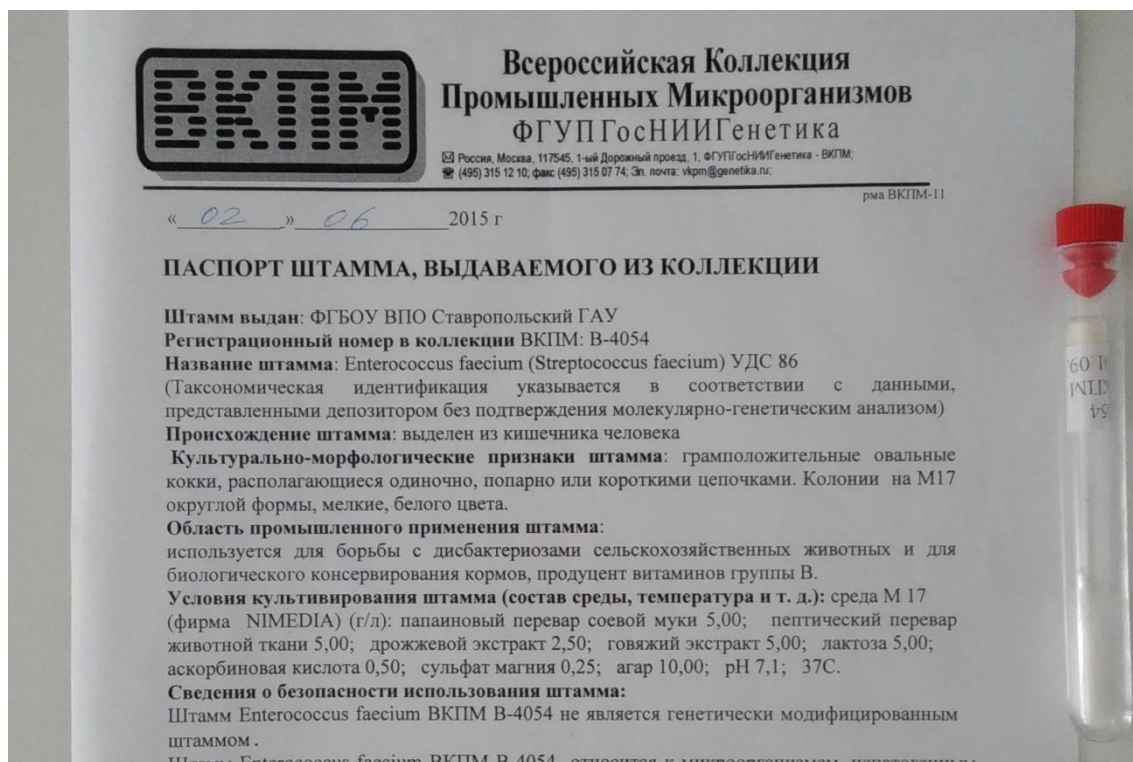 ВКПМ
Всероссийская Коллекция
Промышленных Микроорганизмов
ФГУП ГосНИИГенетика
Россия, Москва, 117545, 1-ый Дорожный проезд, 1, ФГУПГосНИИГенетика - ВКПМ;
(495) 315 12 10; факс (495) 315 07 74; Эл. почта: vkpm@genetika.ru;
рма ВКПМ-11
« 02 » 06 2015 г
ПАСПОРТ ШТАММА, ВЫДАВАЕМОГО ИЗ КОЛЛЕКЦИИ
Штамм выдан: ФГБОУ ВПО Ставропольский ГАУ
Регистрационный номер в коллекции ВКПМ: В-4054
Название штамма: Enterococcus faecium (Streptococcus faecium) УДС 86
(Таксономическая идентификация указывается в соответствии с данными,
представленными депозитором без подтверждения молекулярно-генетическим анализом)
Происхождение штамма: выделен из кишечника человека
Культурально-морфологические признаки штамма: грамположительные овальные
кокки, располагающиеся одиночно, попарно или короткими цепочками. Колонии на М17
округлой формы, мелкие, белого цвета.
Область промышленного применения штамма:
используется для борьбы с дисбактериозами сельскохозяйственных животных и для
биологического консервирования кормов, продуцент витаминов группы В.
Условия культивирования штамма (состав среды, температура и т. д.): среда М 17
(фирма NIMEDIA) (г/л): папаиновый перевар соевой муки 5,00; пептический перевар
животной ткани 5,00; дрожжевой экстракт 2,50; говяжий экстракт 5,00; лактоза 5,00;
аскорбиновая кислота 0,50; сульфат магния 0,25; агар 10,00; рН 7,1; 37С.
Сведения о безопасности использования штамма:
Штамм Enterococcus faecium ВКПМ В-4054 не является генетически модифицированным
штаммом.
Штамм Enterococcus faecium ВКПМ В-4054 относится к микроорганизмам, непатогенным